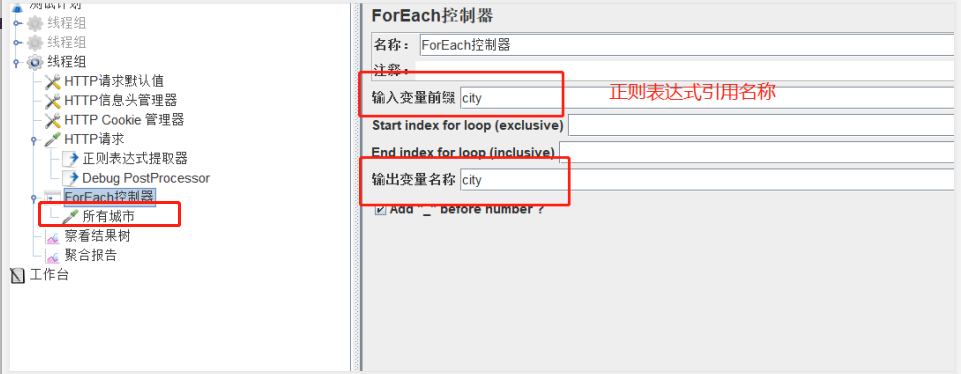 测试计划
线程组
线程组
线程组
HTTP请求默认值
HTTP信息头管理器
HTTP Cookie 管理器
HTTP请求
正则表达式提取器
Debug PostProcessor
ForEach控制器
所有城市
察看结果树
聚合报告
工作台
ForEach控制器
名称： ForEach控制器
注释：
输入变量前缀 city
正则表达式引用名称
Start index for loop (exclusive)
End index for loop (inclusive)
输出变量名称 city
Add "_" before number ?